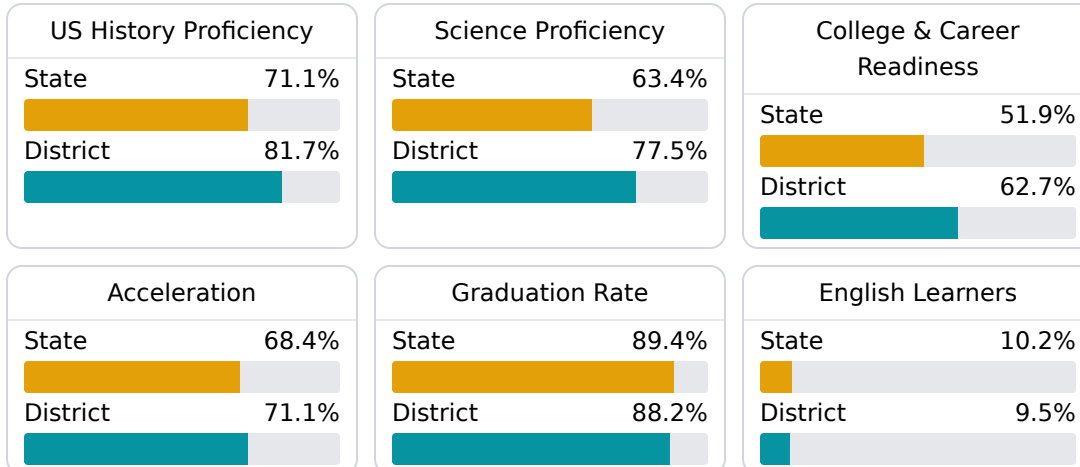 US History Proficiency
State 71.1%
District 81.7%
Science Proficiency
State 63.4%
District 77.5%
College & Career
Readiness
State 51.9%
District 62.7%
Acceleration
State 68.4%
District 71.1%
Graduation Rate
State 89.4%
District 88.2%
English Learners
State 10.2%
District 9.5%